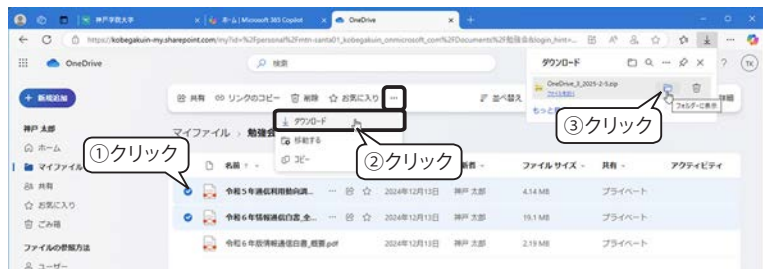 神戸学院大学
ホーム | Microsoft 365 Copilot
OneDrive
https://kobegakuin-my.sharepoint.com/my?id=%2Fpersonal%2Fmtn-santa01_kobegakuin_onmicrosoft_com%2FDocuments%2F勉強会&login_hint=...
OneDrive
検索
ダウンロード
OneDrive_3_2025-2-5.zip
ファイルを開く
もっと
フォルダーに表示
TK
+ 新規追加
共有
リンクのコピー
削除
お気に入り
並べ替え
詳細
ダウンロード
移動する
コピー
③クリック
②クリック
①クリック
神戸 太郎
ホーム
マイファイル
共有
お気に入り
ごみ箱
ファイルの参照方法
ユーザー
マイファイル > 勉強会
名前
ファイル サイズ
共有
アクティビティ
令和5年通信利用動向調...
2024年12月13日
神戸 太郎
4.14 MB
プライベート
令和6年情報通信白書_全...
2024年12月13日
神戸 太郎
19.1 MB
プライベート
令和6年版情報通信白書_概要.pdf
2024年12月13日
神戸 太郎
2.19 MB
プライベート